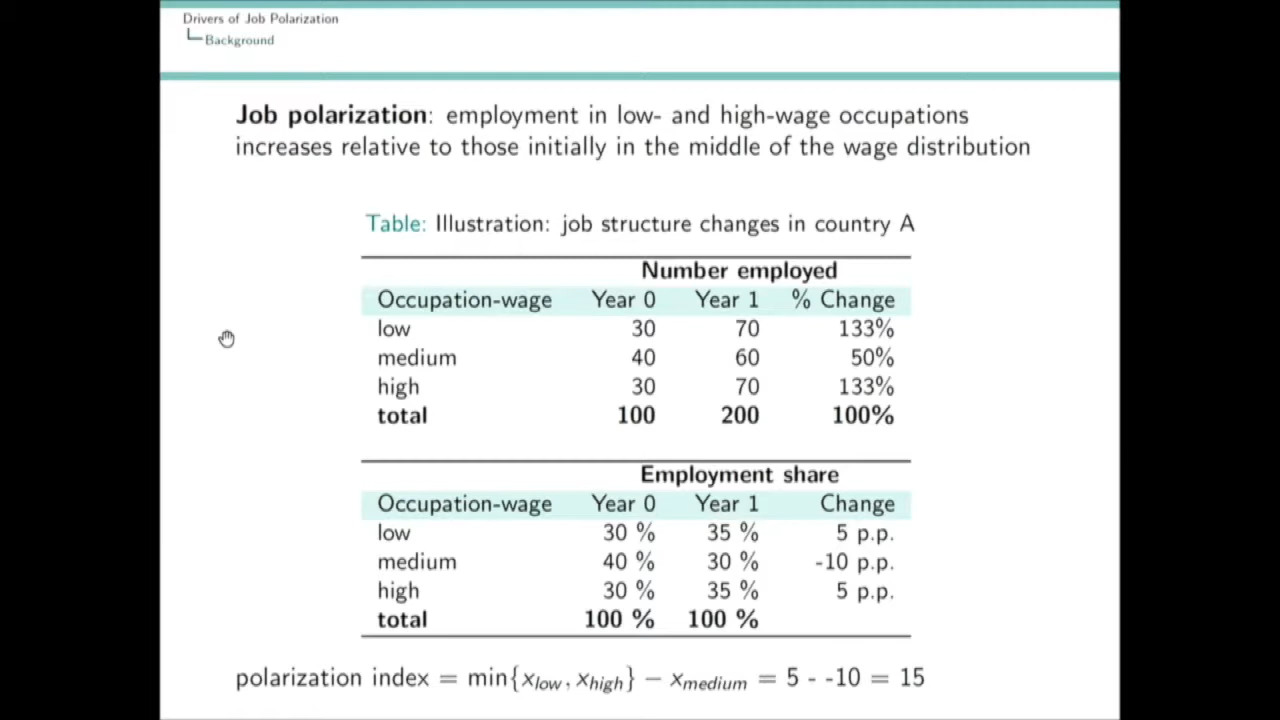 Drivers of Job Polarization
Background
Job polarization: employment in low- and high-wage occupations
increases relative to those initially in the middle of the wage distribution
Table: Illustration: job structure changes in country A
Number employed
Occupation-wage Year 0 Year 1 % Change
low 30 70 133%
medium 40 60 50%
high 30 70 133%
total 100 200 100%
Employment share
Occupation-wage Year 0 Year 1 Change
low 30 % 35 % 5 p.p.
medium 40 % 30 % -10 p.p.
high 30 % 35 % 5 p.p.
total 100 % 100 %
polarization index = min{x_low, x_high} − x_medium = 5 - -10 = 15